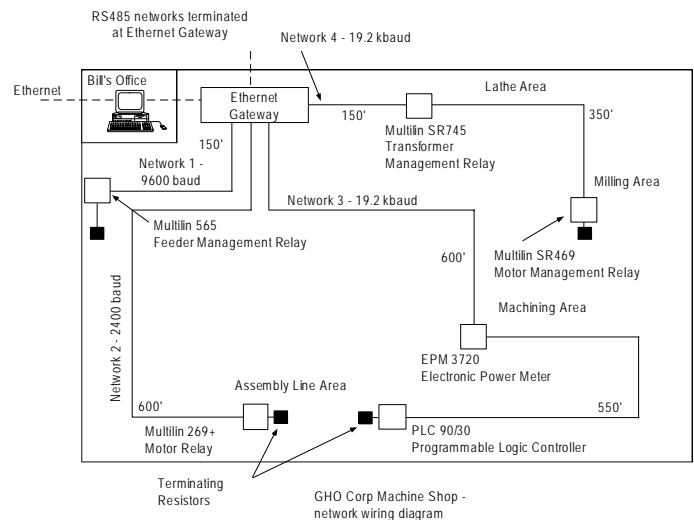 RS485 networks terminated
at Ethernet Gateway
Network 4 - 19.2 kbaud
Ethernet
Bill's Office
Ethernet
Gateway
Lathe Area
150'
150'
350'
Multilin SR745
Transformer
Management Relay
Network 1 -
9600 baud
Milling Area
Network 3 - 19.2 kbaud
Multilin 565
Feeder Management Relay
600'
Multilin SR469
Motor Management Relay
Network 2 - 2400 baud
Machining Area
EPM 3720
Electronic Power Meter
Assembly Line Area
600'
550'
Multilin 269+
Motor Relay
PLC 90/30
Programmable Logic Controller
Terminating
Resistors
GHO Corp Machine Shop -
network wiring diagram